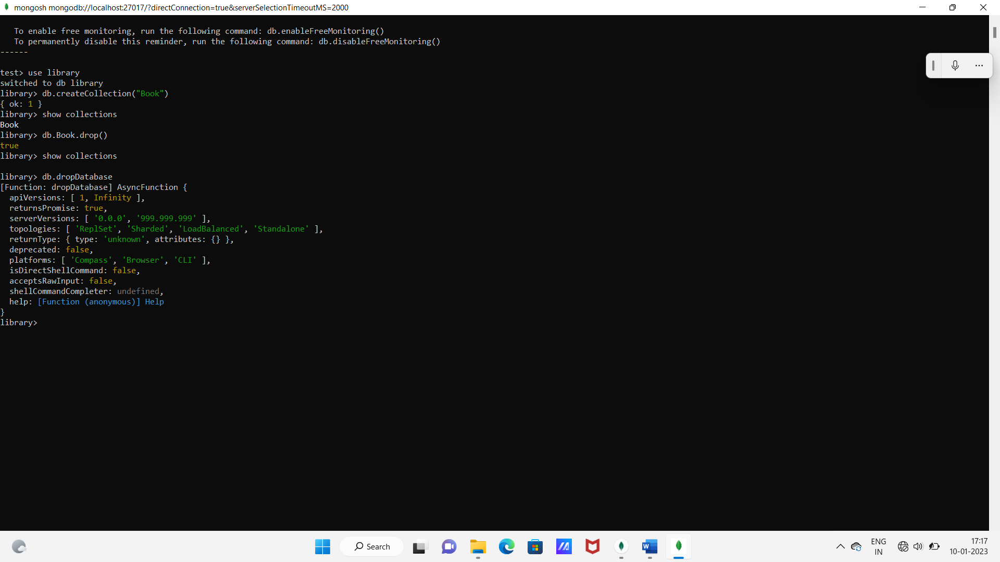 mongosh mongodb://localhost:27017/?directConnection=true&serverSelectionTimeoutMS=2000
To enable free monitoring, run the following command: db.enableFreeMonitoring()
To permanently disable this reminder, run the following command: db.disableFreeMonitoring()
------
test> use library
switched to db library
library> db.createCollection("Book")
{ ok: 1 }
library> show collections
Book
library> db.Book.drop()
true
library> show collections
library> db.dropDatabase
[Function: dropDatabase] AsyncFunction {
apiVersions: [ 1, Infinity ],
returnsPromise: true,
serverVersions: [ '0.0.0', '999.999.999' ],
topologies: [ 'ReplSet', 'Sharded', 'LoadBalanced', 'Standalone' ],
returnType: { type: 'unknown', attributes: {} },
deprecated: false,
platforms: [ 'Compass', 'Browser', 'CLI' ],
isDirectShellCommand: false,
acceptsRawInput: false,
shellCommandCompleter: undefined,
help: [Function (anonymous)] Help
}
library>
Search
ENG
IN
17:17
10-01-2023